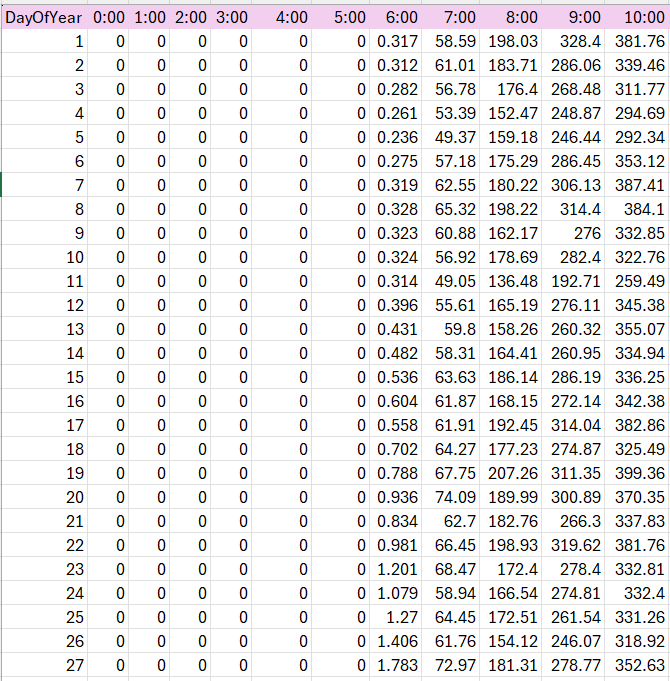 DayOfYear 0:00 1:00 2:00 3:00 4:00 5:00 6:00 7:00 8:00 9:00 10:00
1 0 0 0 0 0 0 0.317 58.59 198.03 328.4 381.76
2 0 0 0 0 0 0 0.312 61.01 183.71 286.06 339.46
3 0 0 0 0 0 0 0.282 56.78 176.4 268.48 311.77
4 0 0 0 0 0 0 0.261 53.39 152.47 248.87 294.69
5 0 0 0 0 0 0 0.236 49.37 159.18 246.44 292.34
6 0 0 0 0 0 0 0.275 57.18 175.29 286.45 353.12
7 0 0 0 0 0 0 0.319 62.55 180.22 306.13 387.41
8 0 0 0 0 0 0 0.328 65.32 198.22 314.4 384.1
9 0 0 0 0 0 0 0.323 60.88 162.17 276 332.85
10 0 0 0 0 0 0 0.324 56.92 178.69 282.4 322.76
11 0 0 0 0 0 0 0.314 49.05 136.48 192.71 259.49
12 0 0 0 0 0 0 0.396 55.61 165.19 276.11 345.38
13 0 0 0 0 0 0 0.431 59.8 158.26 260.32 355.07
14 0 0 0 0 0 0 0.482 58.31 164.41 260.95 334.94
15 0 0 0 0 0 0 0.536 63.63 186.14 286.19 336.25
16 0 0 0 0 0 0 0.604 61.87 168.15 272.14 342.38
17 0 0 0 0 0 0 0.558 61.91 192.45 314.04 382.86
18 0 0 0 0 0 0 0.702 64.27 177.23 274.87 325.49
19 0 0 0 0 0 0 0.788 67.75 207.26 311.35 399.36
20 0 0 0 0 0 0 0.936 74.09 189.99 300.89 370.35
21 0 0 0 0 0 0 0.834 62.7 182.76 266.3 337.83
22 0 0 0 0 0 0 0.981 66.45 198.93 319.62 381.76
23 0 0 0 0 0 0 1.201 68.47 172.4 278.4 332.81
24 0 0 0 0 0 0 1.079 58.94 166.54 274.81 332.4
25 0 0 0 0 0 0 1.27 64.45 172.51 261.54 331.26
26 0 0 0 0 0 0 1.406 61.76 154.12 246.07 318.92
27 0 0 0 0 0 0 1.783 72.97 181.31 278.77 352.63